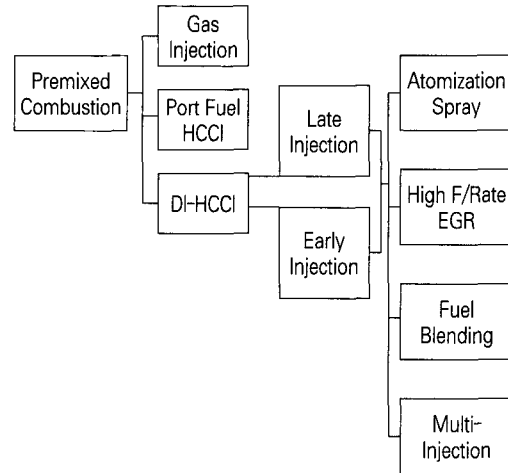 Gas
Injection
Premixed
Combustion
Port Fuel
HCCI
DI-HCCI
Late
Injection
Early
Injection
Atomization
Spray
High F/Rate
EGR
Fuel
Blending
Multi-
Injection